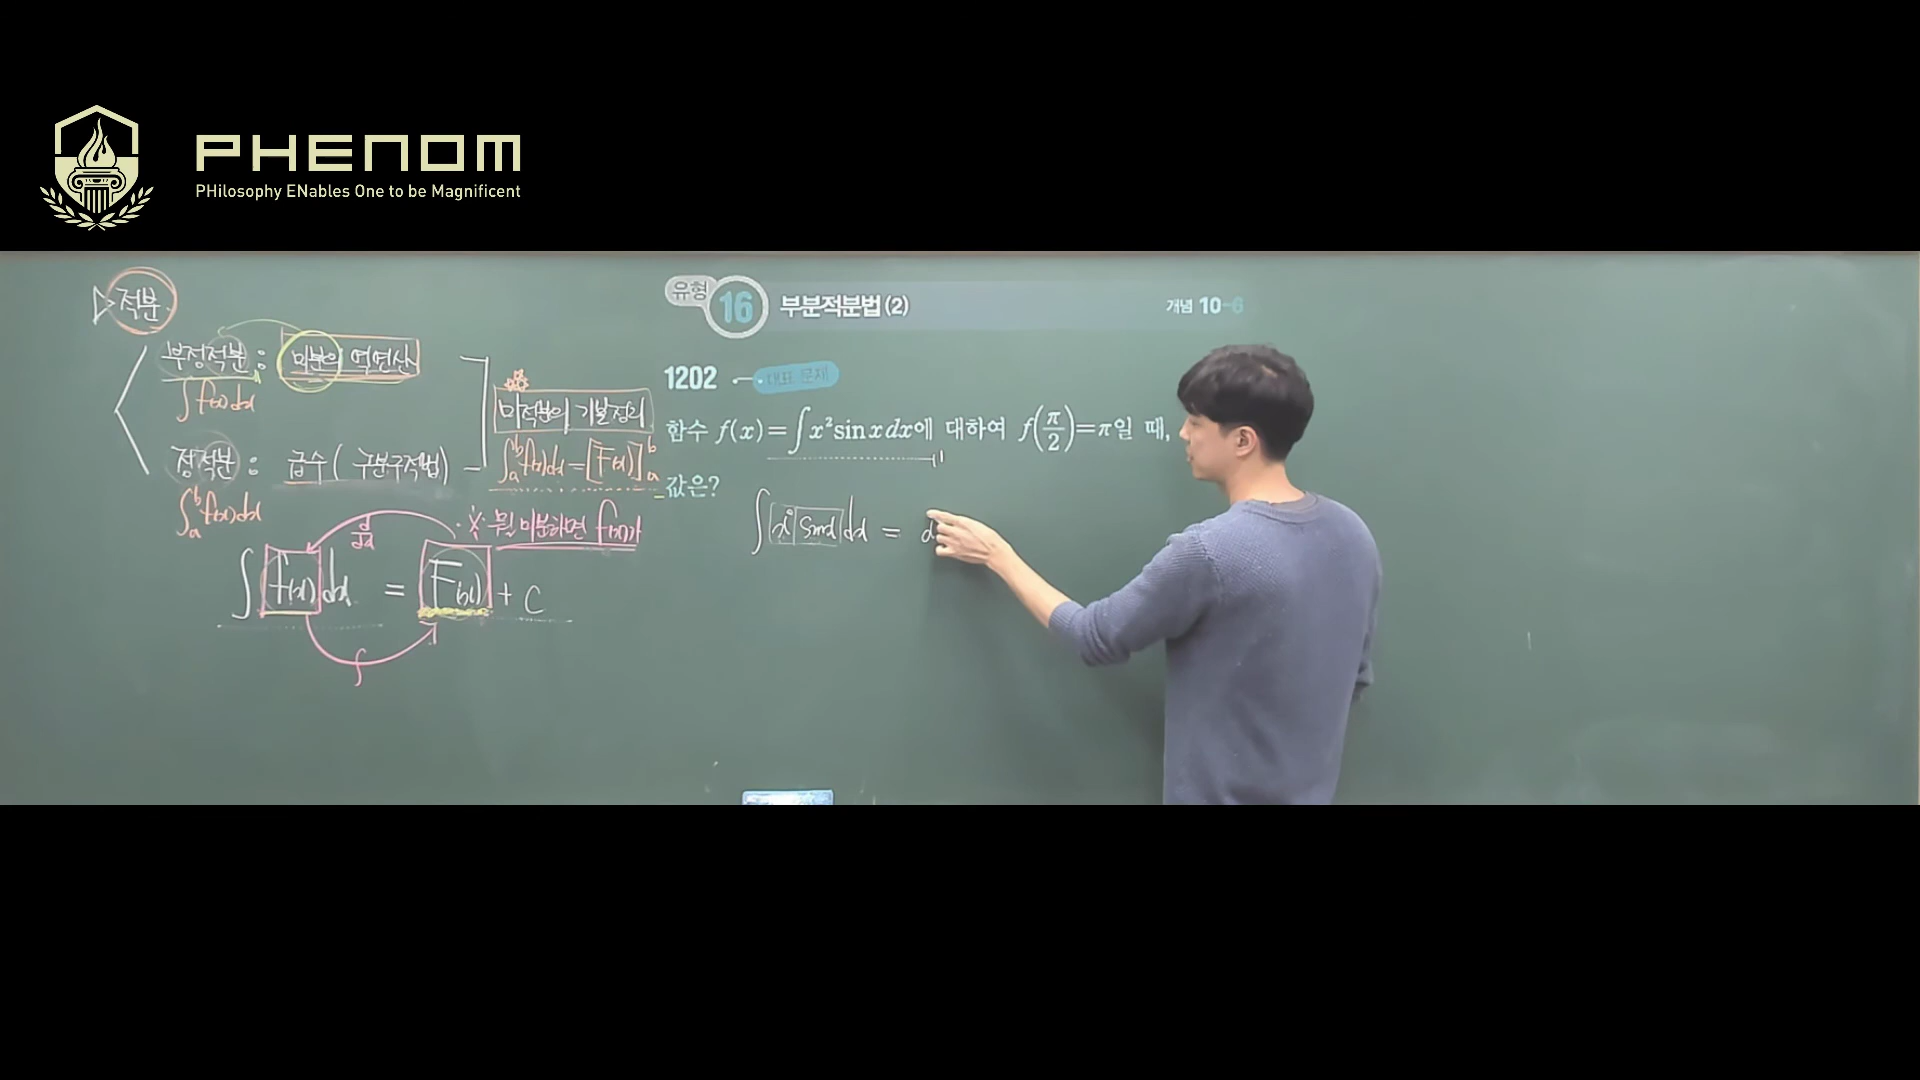 PHENOM
PHilosophy ENables One to be Magnificent
▷적분
부정적분 : 미분의 역연산
∫f(x)dx
정적분 : 급수 ( 구분구적법 )
∫ₐᵇf(x)dx
미적분의 기본정리
∫ₐᵇf(x)dx=[F(x)]ₐᵇ
※ 뭘 미분하면 f(x)가
d/dx
∫f(x)dx = F(x) + C
∫
유형 16 부분적분법 (2) 개념 10-6
1202 대표 문제
함수 f(x)=∫x²sin x dx에 대하여 f(π/2)=π일 때,
값은?
∫x² sinx dx =